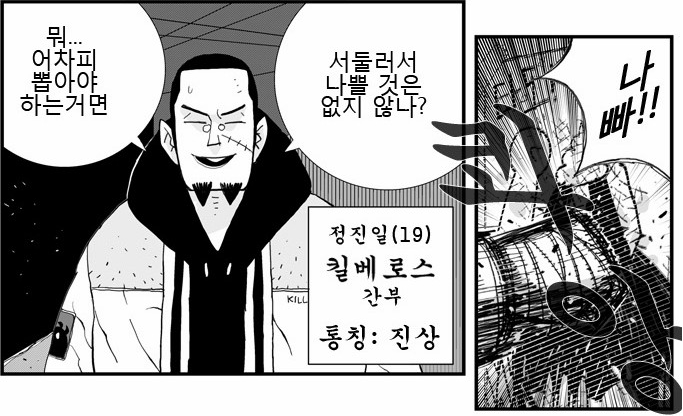 뭐...
어차피
뽑아야
하는거면
서둘러서
나쁠 것은
없지 않나?
KILL
정진일(19)
킬베로스
간부
통칭: 진상
나
빠!!